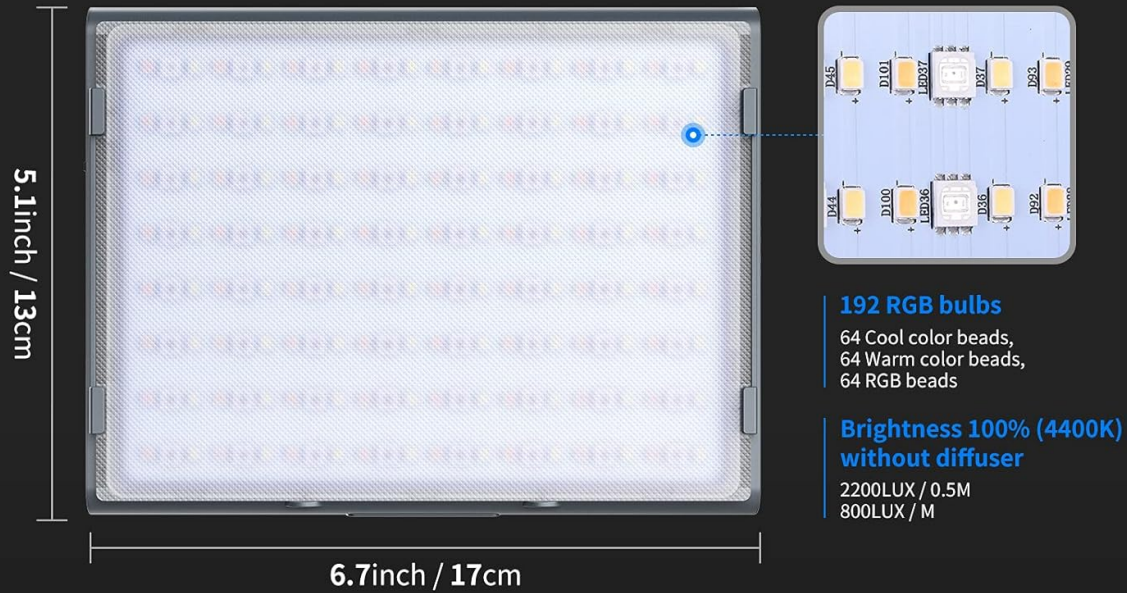 5.1inch / 13cm
6.7inch / 17cm
D45
D101
LED37
D37
D93
D44
D100
LED36
D36
D92
192 RGB bulbs
64 Cool color beads,
64 Warm color beads,
64 RGB beads
Brightness 100% (4400K)
without diffuser
2200LUX / 0.5M
800LUX / M